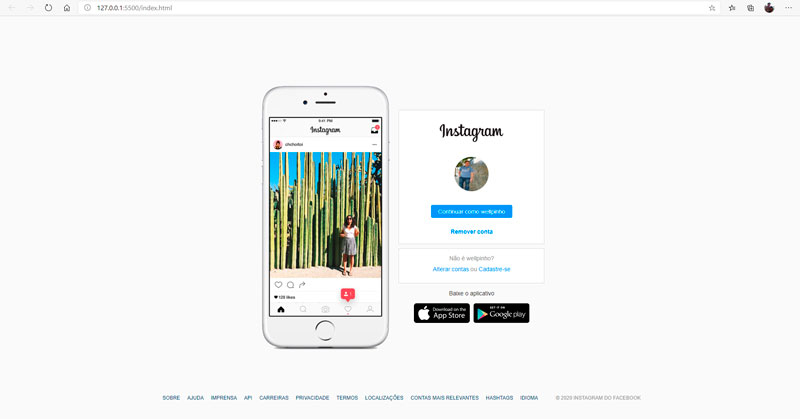 127.0.0.1:5500/index.html
9:41 PM
Instagram
chchoitoi
128 likes
1
Instagram
Continuar como wellpinho
Remover conta
Não é wellpinho?
Alterar contas ou Cadastre-se
Baixe o aplicativo
Download on the
App Store
GET IT ON
Google play
SOBRE AJUDA IMPRENSA API CARREIRAS PRIVACIDADE TERMOS LOCALIZAÇÕES CONTAS MAIS RELEVANTES HASHTAGS IDIOMA © 2020 INSTAGRAM DO FACEBOOK